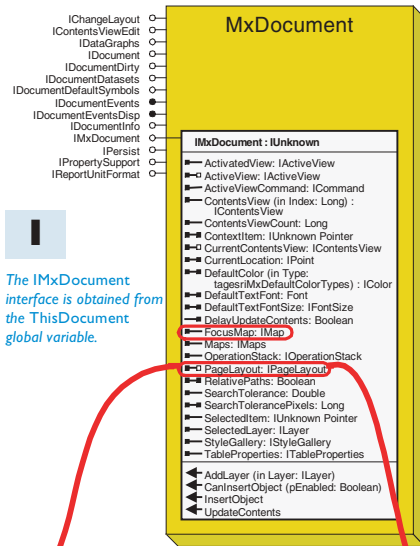 MxDocument
IChangeLayout
IContentsViewEdit
IDataGraphs
IDocument
IDocumentDirty
IDocumentDatasets
IDocumentDefaultSymbols
IDocumentEvents
IDocumentEventsDisp
IDocumentInfo
IMxDocument
IPersist
IPropertySupport
IReportUnitFormat
I
The IMxDocument
interface is obtained from
the ThisDocument
global variable.
IMxDocument : IUnknown
ActivatedView: IActiveView
ActiveView: IActiveView
ActiveViewCommand: ICommand
ContentsView (in Index: Long) :
IContentsView
ContentsViewCount: Long
ContextItem: IUnknown Pointer
CurrentContentsView: IContentsView
CurrentLocation: IPoint
DefaultColor (in Type:
tagesriMxDefaultColorTypes) : IColor
DefaultTextFont: Font
DefaultTextFontSize: IFontSize
DelayUpdateContents: Boolean
FocusMap: IMap
Maps: IMaps
OperationStack: IOperationStack
PageLayout: IPageLayout
RelativePaths: Boolean
SearchTolerance: Double
SearchTolerancePixels: Long
SelectedItem: IUnknown Pointer
SelectedLayer: ILayer
StyleGallery: IStyleGallery
TableProperties: ITableProperties
AddLayer (in Layer: ILayer)
CanInsertObject (pEnabled: Boolean)
InsertObject
UpdateContents